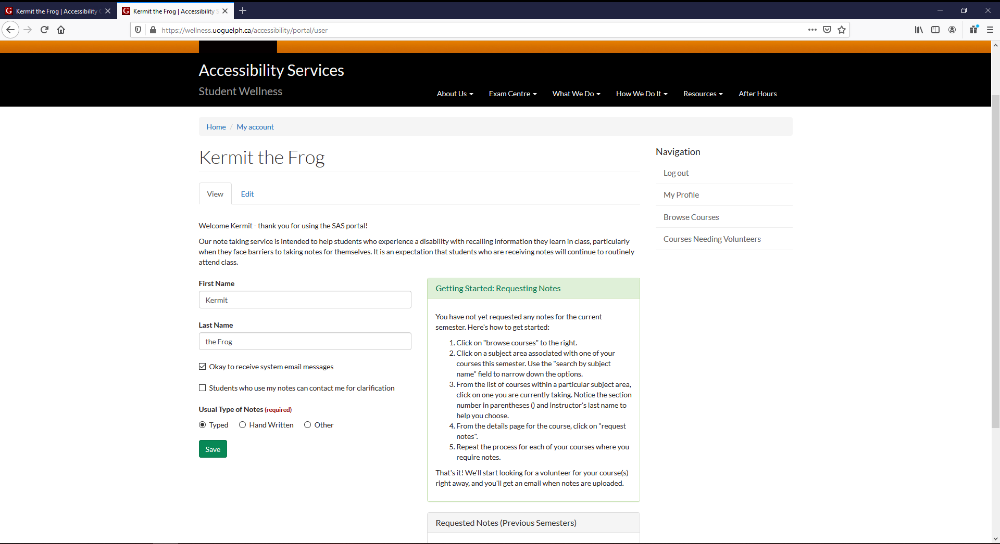 Kermit the Frog | Accessibility
Kermit the Frog | Accessibility S
https://wellness.uoguelph.ca/accessibility/portal/user
Accessibility Services
Student Wellness
About Us
Exam Centre
What We Do
How We Do It
Resources
After Hours
Home / My account
Kermit the Frog
View
Edit
Welcome Kermit - thank you for using the SAS portal!
Our note taking service is intended to help students who experience a disability with recalling information they learn in class, particularly
when they face barriers to taking notes for themselves. It is an expectation that students who are receiving notes will continue to routinely
attend class.
First Name
Kermit
Last Name
the Frog
Okay to receive system email messages
Students who use my notes can contact me for clarification
Usual Type of Notes (required)
Typed
Hand Written
Other
Save
Getting Started: Requesting Notes
You have not yet requested any notes for the current
semester. Here's how to get started:
1. Click on "browse courses" to the right.
2. Click on a subject area associated with one of your
courses this semester. Use the "search by subject
name" field to narrow down the options.
3. From the list of courses within a particular subject area,
click on one you are currently taking. Notice the section
number in parentheses () and instructor's last name to
help you choose.
4. From the details page for the course, click on "request
notes".
5. Repeat the process for each of your courses where you
require notes.
That's it! We'll start looking for a volunteer for your course(s)
right away, and you'll get an email when notes are uploaded.
Requested Notes (Previous Semesters)
Navigation
Log out
My Profile
Browse Courses
Courses Needing Volunteers